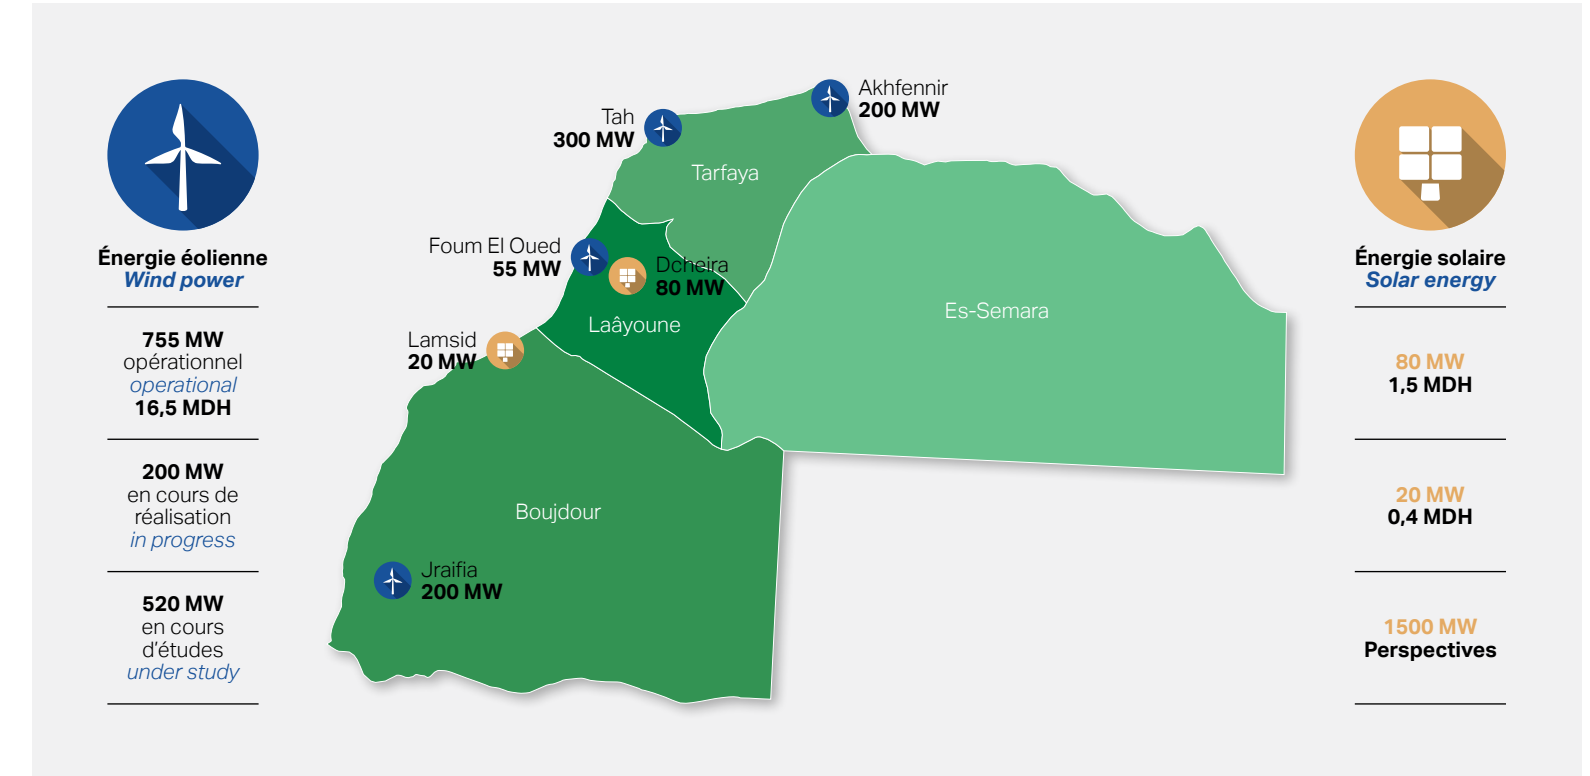 Énergie éolienne
Wind power
755 MW
opérationnel
operational
16,5 MDH
200 MW
en cours de
réalisation
in progress
520 MW
en cours
d'études
under study
Akhfennir
200 MW
Tah
300 MW
Tarfaya
Foum El Oued
55 MW
Dcheira
80 MW
Laâyoune
Es-Semara
Lamsid
20 MW
Boujdour
Jraifia
200 MW
Énergie solaire
Solar energy
80 MW
1,5 MDH
20 MW
0,4 MDH
1500 MW
Perspectives